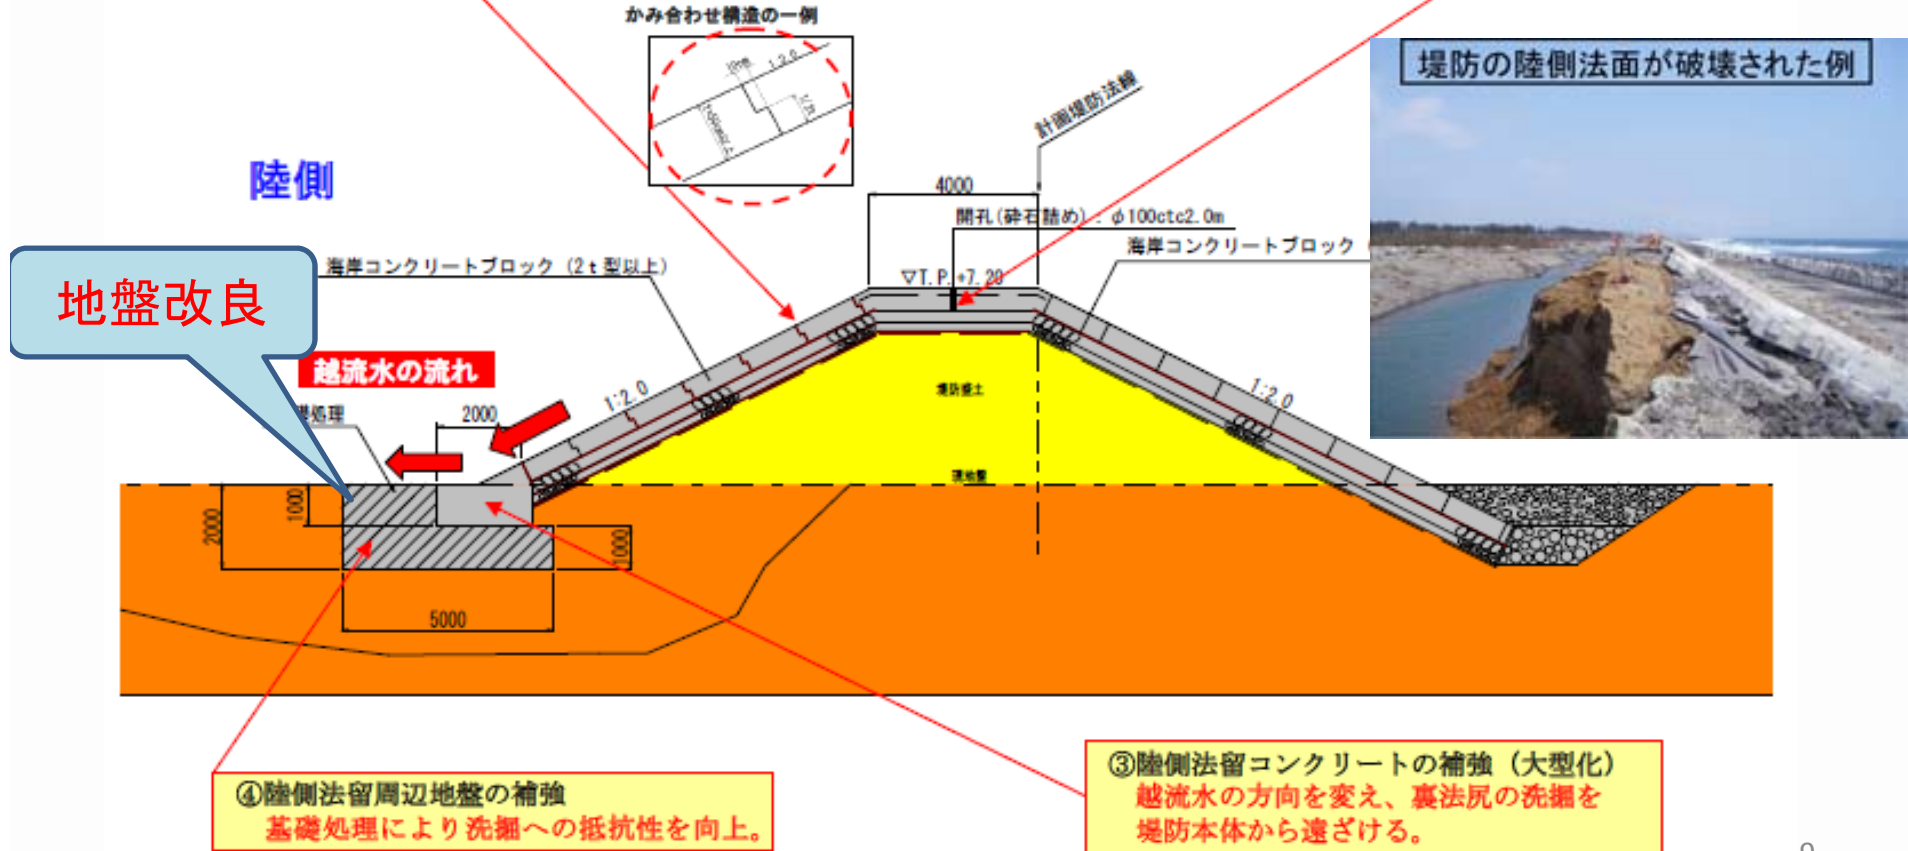 かみ合わせ構造の一例
1:2.0
堤防の陸側法面が破壊された例
計画堤防法線
陸側
4000
開孔(砕石詰め)：φ100ctc2.0m
海岸コンクリートブロック（
海岸コンクリートブロック（2t型以上）
▽T.P.+7.20
地盤改良
越流水の流れ
処理
2000
1:2.0
1:2.0
堤防盛土
現地盤
1000
2000
1000
5000
③陸側法留コンクリートの補強（大型化）
越流水の方向を変え、裏法尻の洗掘を
堤防本体から遠ざける。
④陸側法留周辺地盤の補強
基礎処理により洗掘への抵抗性を向上。